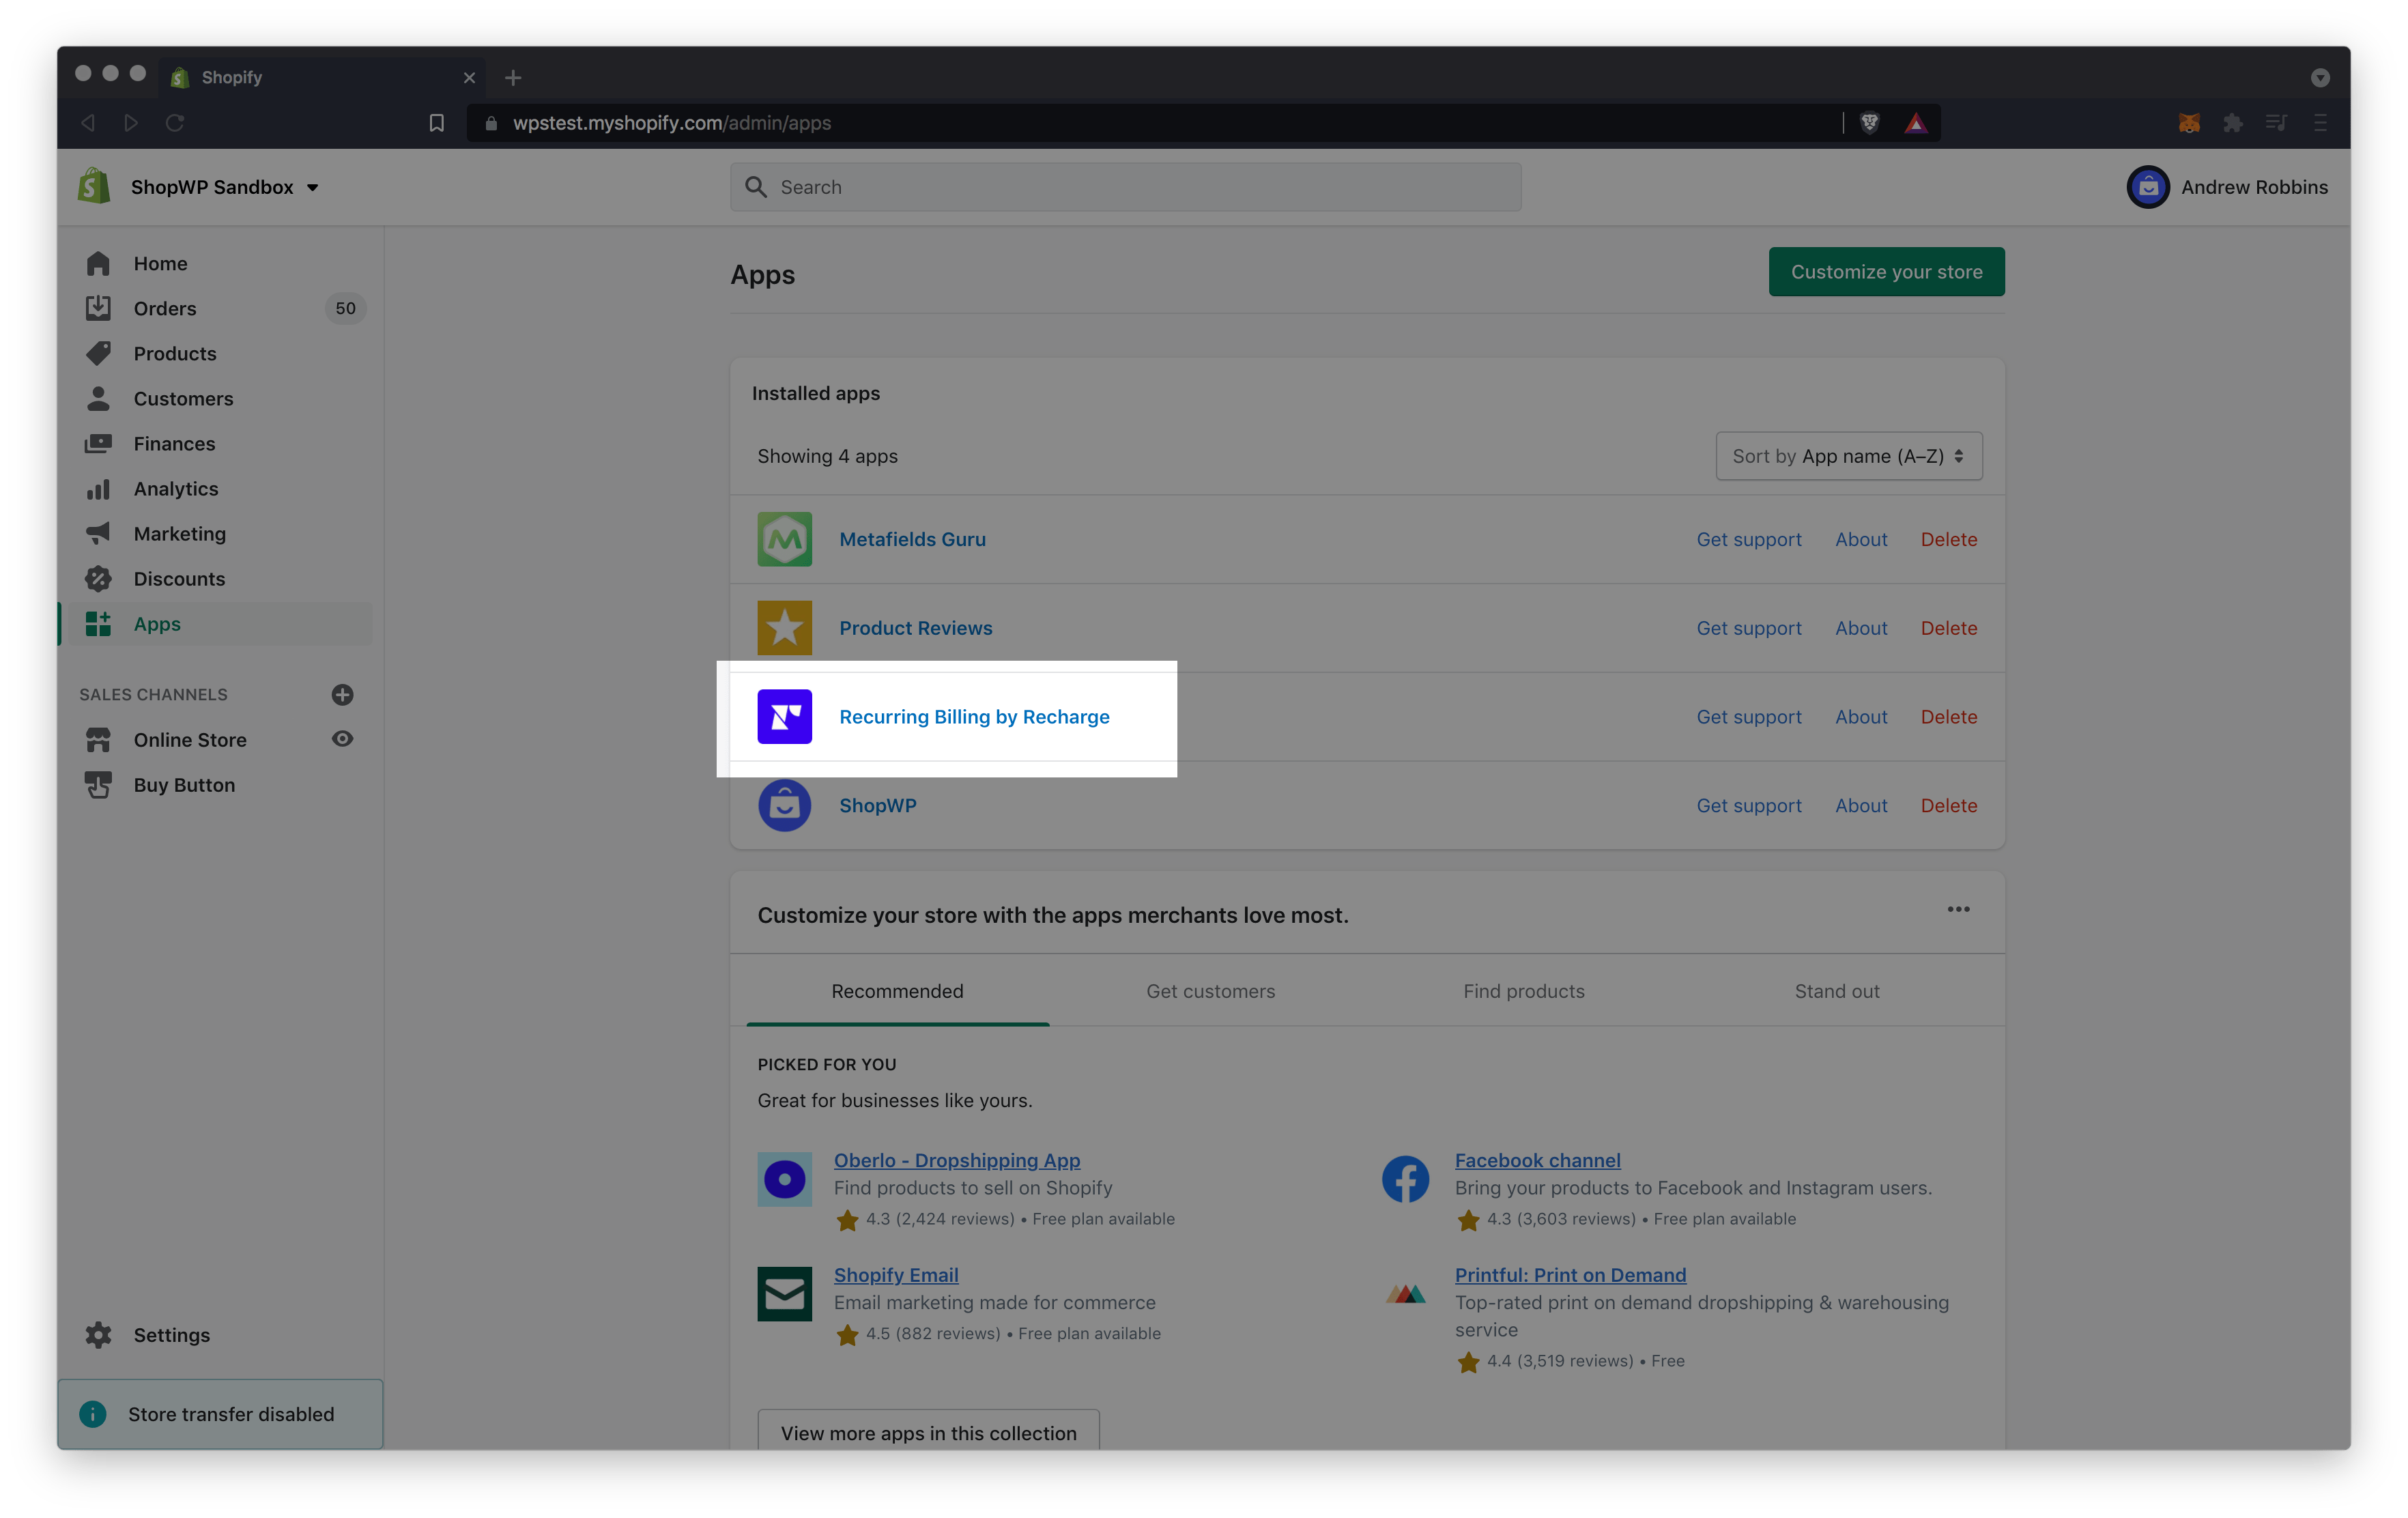 Shopify
wpstest.myshopify.com/admin/apps
ShopWP Sandbox
Search
Andrew Robbins
Home
Orders 50
Products
Customers
Finances
Analytics
Marketing
Discounts
Apps
SALES CHANNELS
Online Store
Buy Button
Settings
Store transfer disabled
Apps
Customize your store
Installed apps
Showing 4 apps
Sort by App name (A–Z)
Metafields Guru Get support About Delete
Product Reviews Get support About Delete
Recurring Billing by Recharge Get support About Delete
ShopWP Get support About Delete
Customize your store with the apps merchants love most.
Recommended Get customers Find products Stand out
PICKED FOR YOU
Great for businesses like yours.
Oberlo - Dropshipping App
Find products to sell on Shopify
4.3 (2,424 reviews) • Free plan available
Facebook channel
Bring your products to Facebook and Instagram users.
4.3 (3,603 reviews) • Free plan available
Shopify Email
Email marketing made for commerce
4.5 (882 reviews) • Free plan available
Printful: Print on Demand
Top-rated print on demand dropshipping & warehousing
service
4.4 (3,519 reviews) • Free
View more apps in this collection